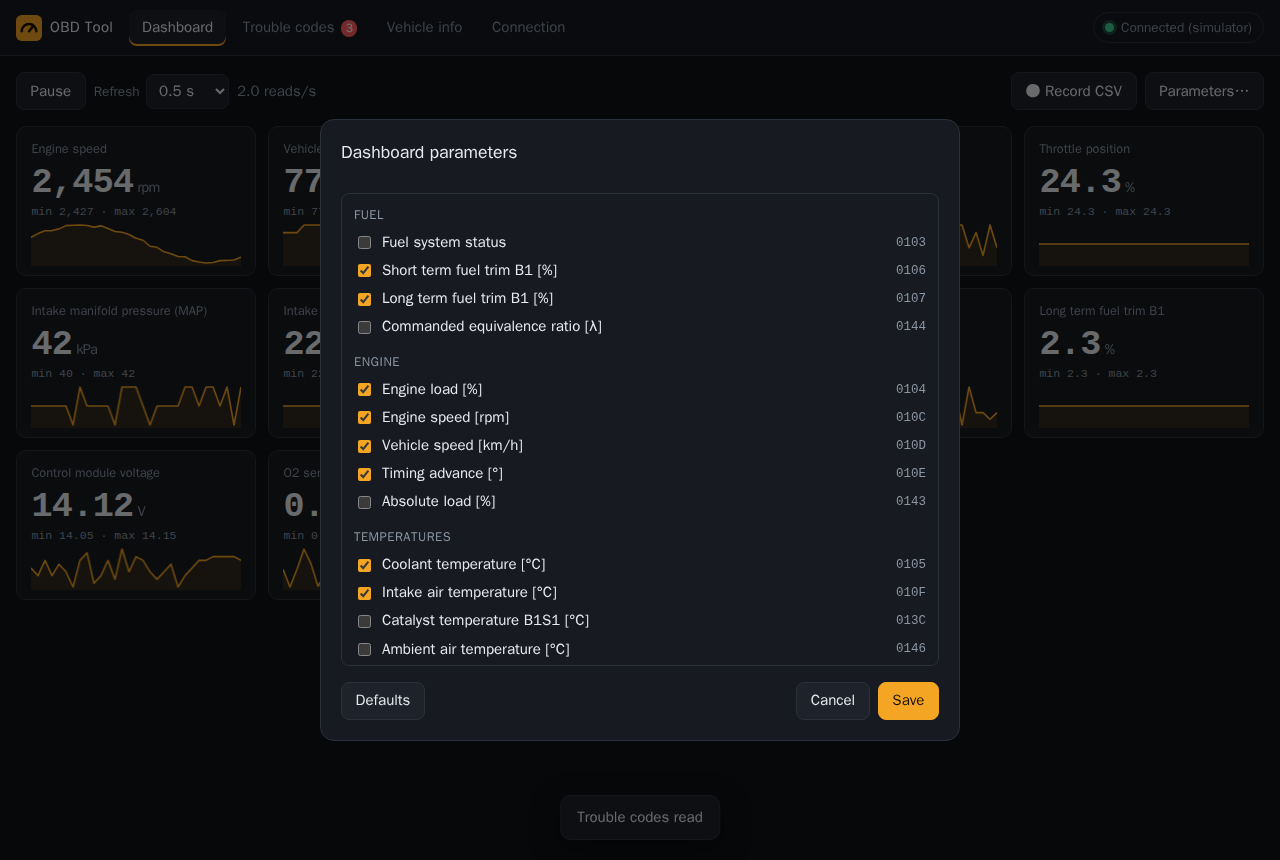 OBD Tool Dashboard Trouble codes 3 Vehicle info Connection Connected (simulator)
Pause Refresh 0.5 s 2.0 reads/s Record CSV Parameters⋯
Engine speed
2,454 rpm
min 2,427 · max 2,604
Throttle position
24.3 %
min 24.3 · max 24.3
Intake manifold pressure (MAP)
42 kPa
min 40 · max 42
Intake
Long term fuel trim B1
2.3 %
min 2.3 · max 2.3
Control module voltage
14.12 V
min 14.05 · max 14.15
Dashboard parameters
FUEL
Fuel system status 0103
Short term fuel trim B1 [%] 0106
Long term fuel trim B1 [%] 0107
Commanded equivalence ratio [λ] 0144
ENGINE
Engine load [%] 0104
Engine speed [rpm] 010C
Vehicle speed [km/h] 010D
Timing advance [°] 010E
Absolute load [%] 0143
TEMPERATURES
Coolant temperature [°C] 0105
Intake air temperature [°C] 010F
Catalyst temperature B1S1 [°C] 013C
Ambient air temperature [°C] 0146
Defaults Cancel Save
Trouble codes read